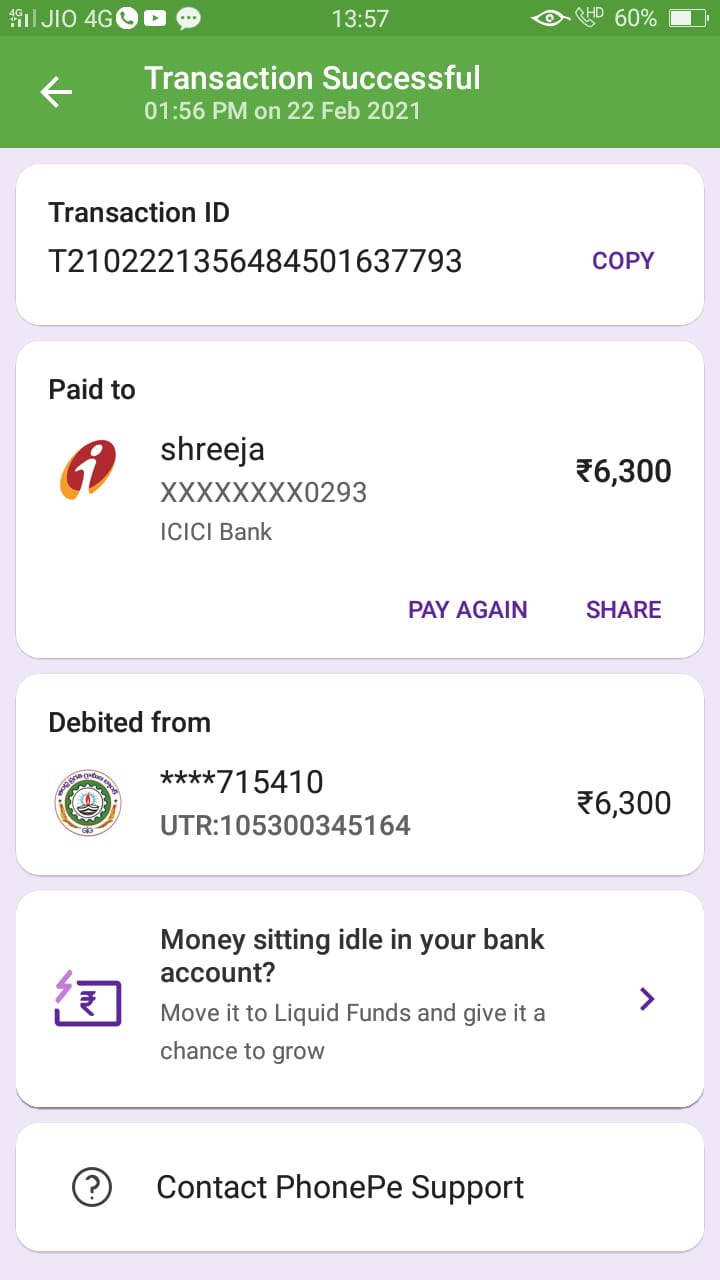 4G JIO 4G 13:57 HD 60%
Transaction Successful
01:56 PM on 22 Feb 2021
Transaction ID
T2102221356484501637793 COPY
Paid to
shreeja
XXXXXXXX0293 ₹6,300
ICICI Bank
PAY AGAIN SHARE
Debited from
****715410
UTR:105300345164 ₹6,300
Money sitting idle in your bank
account?
Move it to Liquid Funds and give it a
chance to grow
Contact PhonePe Support